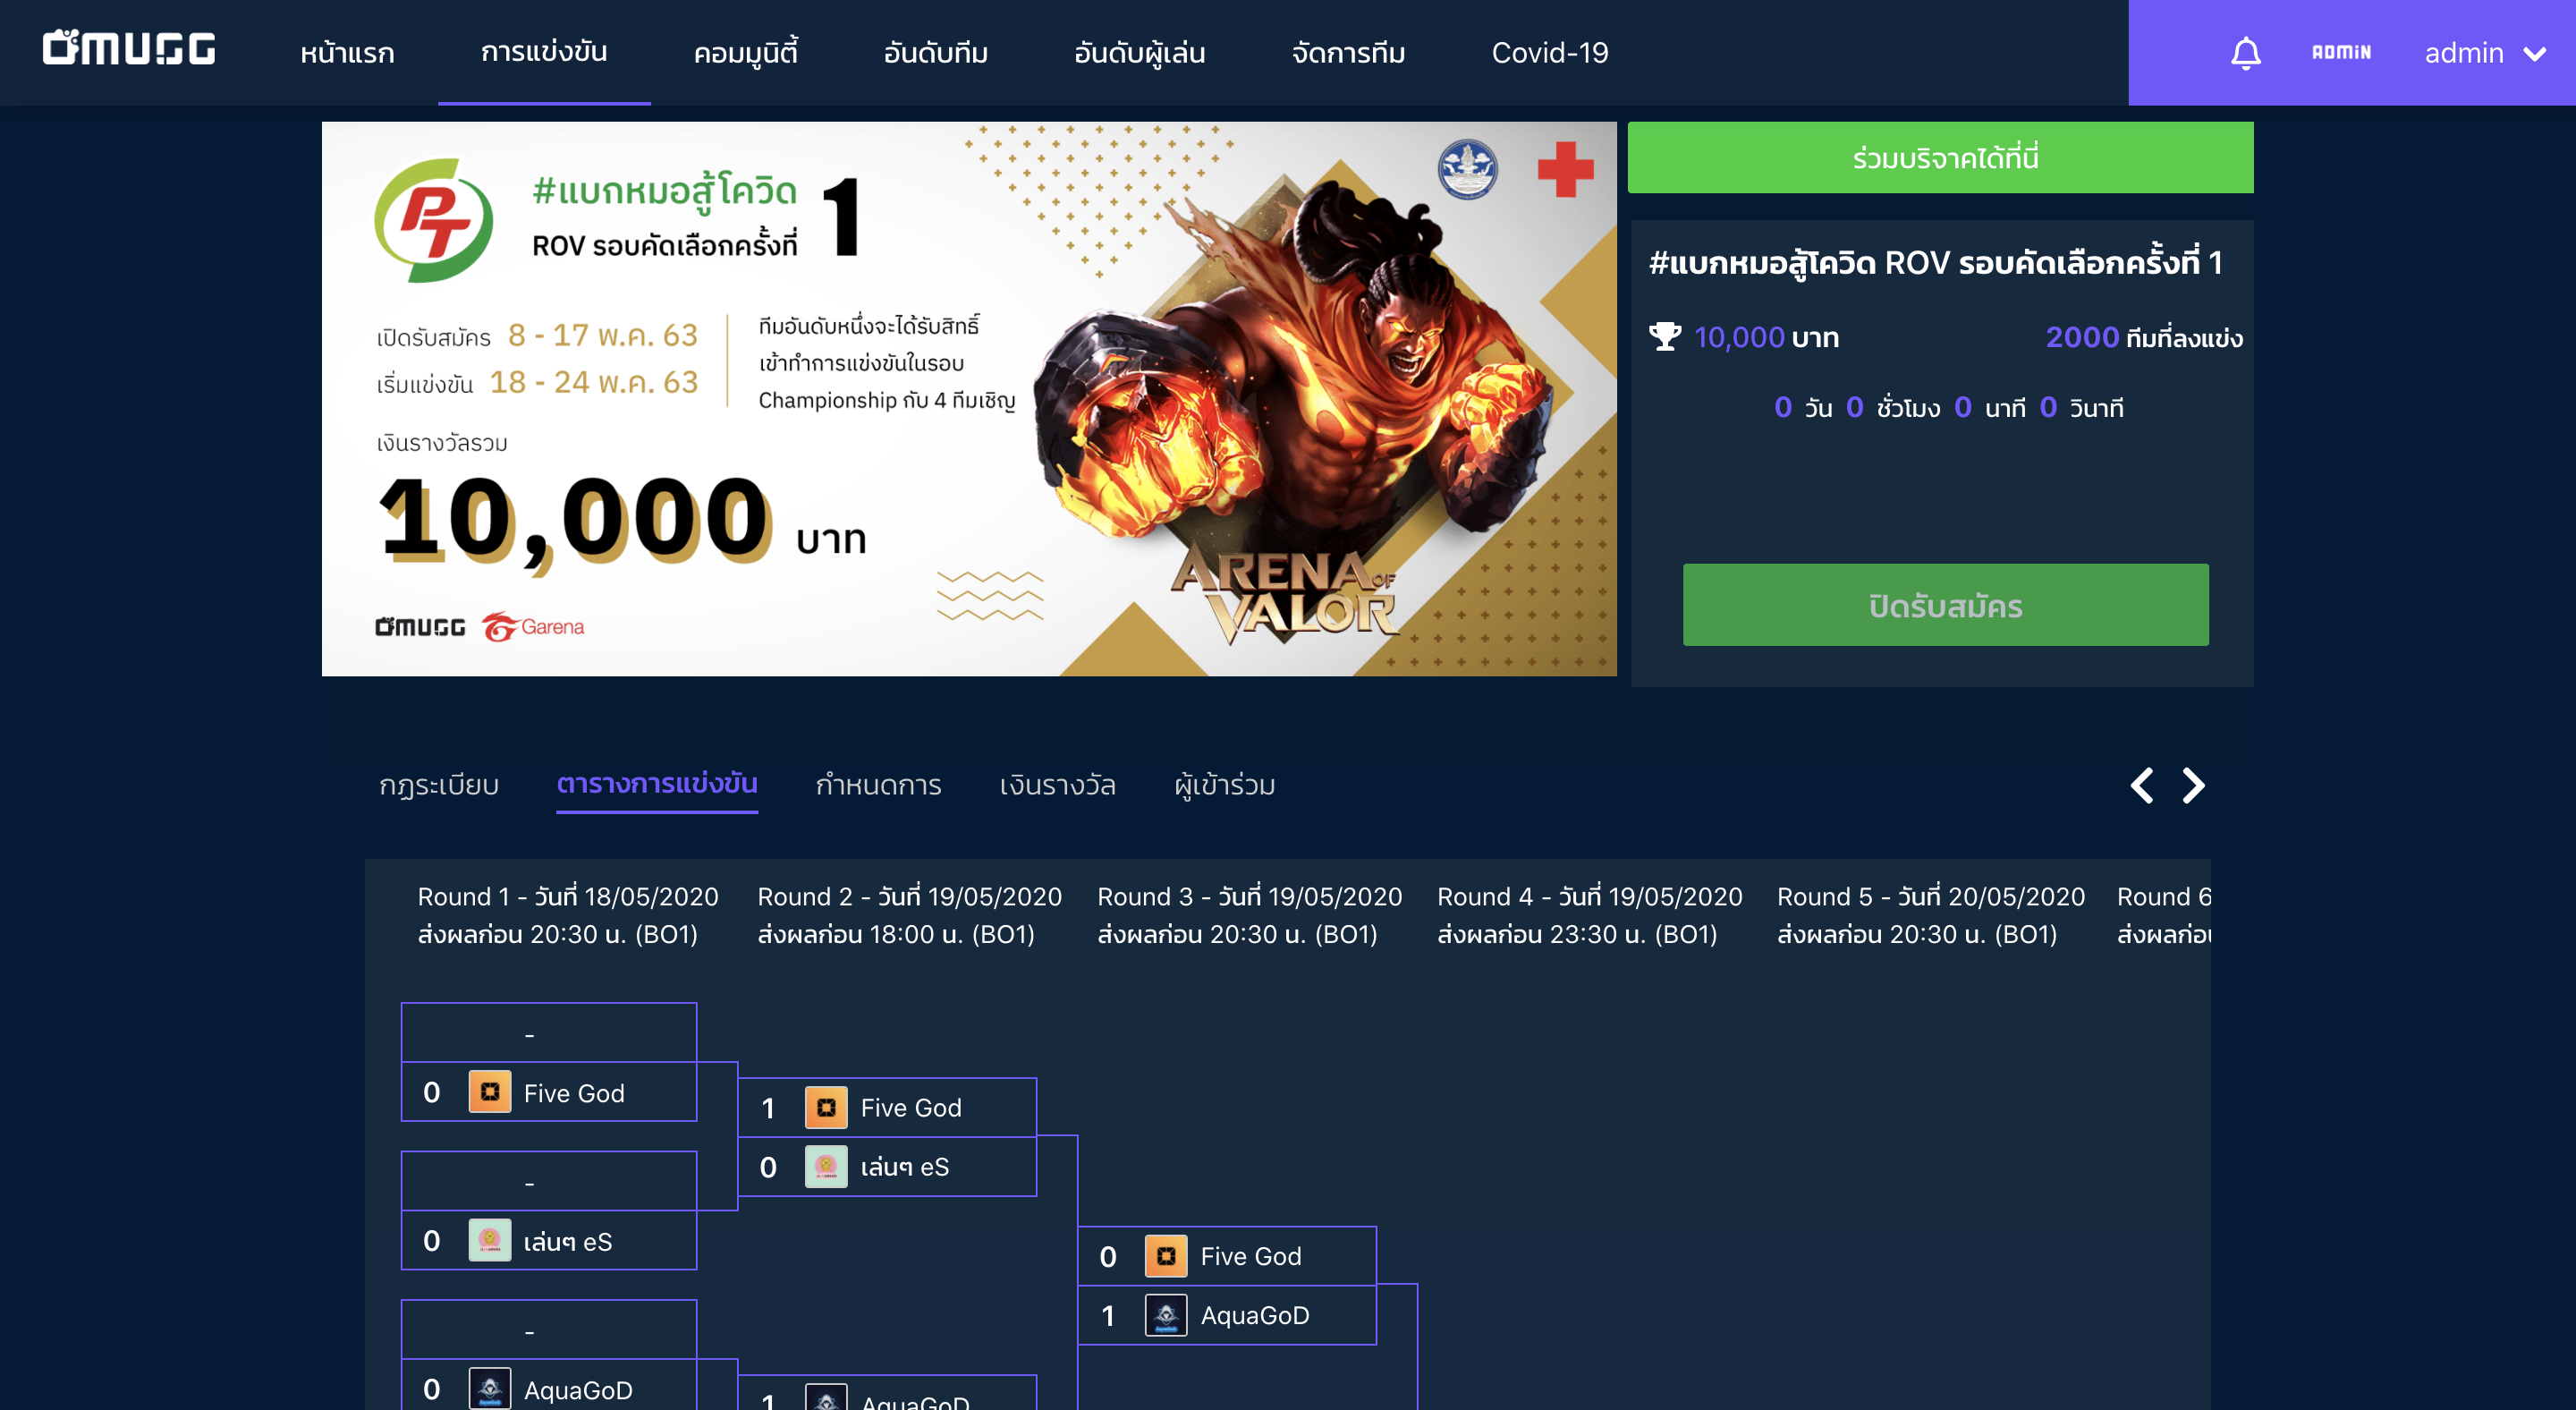 OMUGG
หน้าแรก
การแข่งขัน
คอมมูนิตี้
อันดับทีม
อันดับผู้เล่น
จัดการทีม
Covid-19
ADMIN
admin
PT
#แบกหมอสู้โควิด
ROV รอบคัดเลือกครั้งที่ 1
เปิดรับสมัคร 8 - 17 พ.ค. 63
เริ่มแข่งขัน 18 - 24 พ.ค. 63
ทีมอันดับหนึ่งจะได้รับสิทธิ์
เข้าทำการแข่งขันในรอบ
Championship กับ 4 ทีมเชิญ
เงินรางวัลรวม
10,000 บาท
OMUGG Garena
ARENA OF
VALOR
ร่วมบริจาคได้ที่นี่
#แบกหมอสู้โควิด ROV รอบคัดเลือกครั้งที่ 1
10,000 บาท
2000 ทีมที่ลงแข่ง
0 วัน 0 ชั่วโมง 0 นาที 0 วินาที
ปิดรับสมัคร
กฎระเบียบ
ตารางการแข่งขัน
กำหนดการ
เงินรางวัล
ผู้เข้าร่วม
Round 1 - วันที่ 18/05/2020
ส่งผลก่อน 20:30 น. (BO1)
Round 2 - วันที่ 19/05/2020
ส่งผลก่อน 18:00 น. (BO1)
Round 3 - วันที่ 19/05/2020
ส่งผลก่อน 20:30 น. (BO1)
Round 4 - วันที่ 19/05/2020
ส่งผลก่อน 23:30 น. (BO1)
Round 5 - วันที่ 20/05/2020
ส่งผลก่อน 20:30 น. (BO1)
Round 6
ส่งผลก่อน
-
0 Five God
-
0 เล่นๆ eS
-
0 AquaGoD
1 Five God
0 เล่นๆ eS
1 AquaGoD
0 Five God
1 AquaGoD